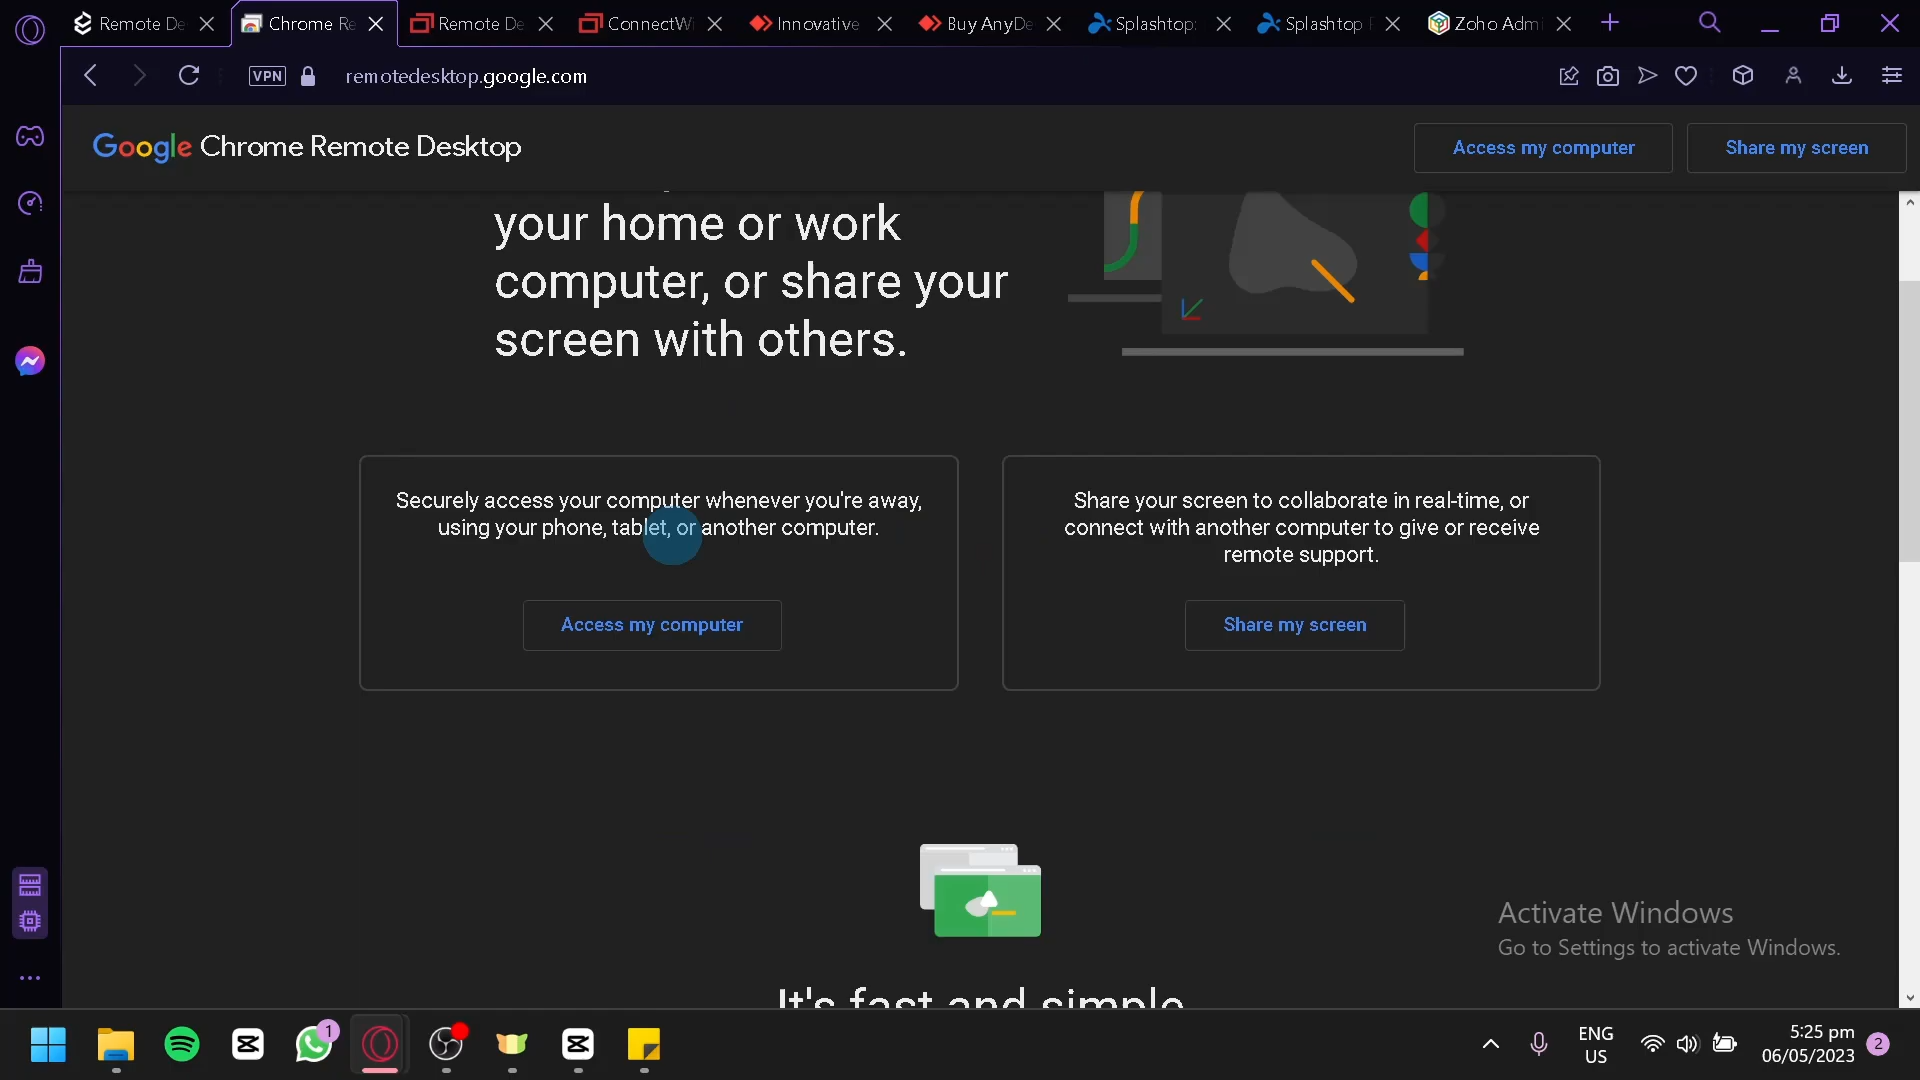 Remote De
Chrome Re
Remote De
ConnectWi
Innovative
Buy AnyDe
Splashtop:
Splashtop
Zoho Admi
VPN
remotedesktop.google.com
Google Chrome Remote Desktop
Access my computer
Share my screen
your home or work
computer, or share your
screen with others.
Securely access your computer whenever you're away,
using your phone, tablet, or another computer.
Access my computer
Share your screen to collaborate in real-time, or
connect with another computer to give or receive
remote support.
Share my screen
It's fast and simple
Activate Windows
Go to Settings to activate Windows.
1
ENG
US
5:25 pm
06/05/2023
2